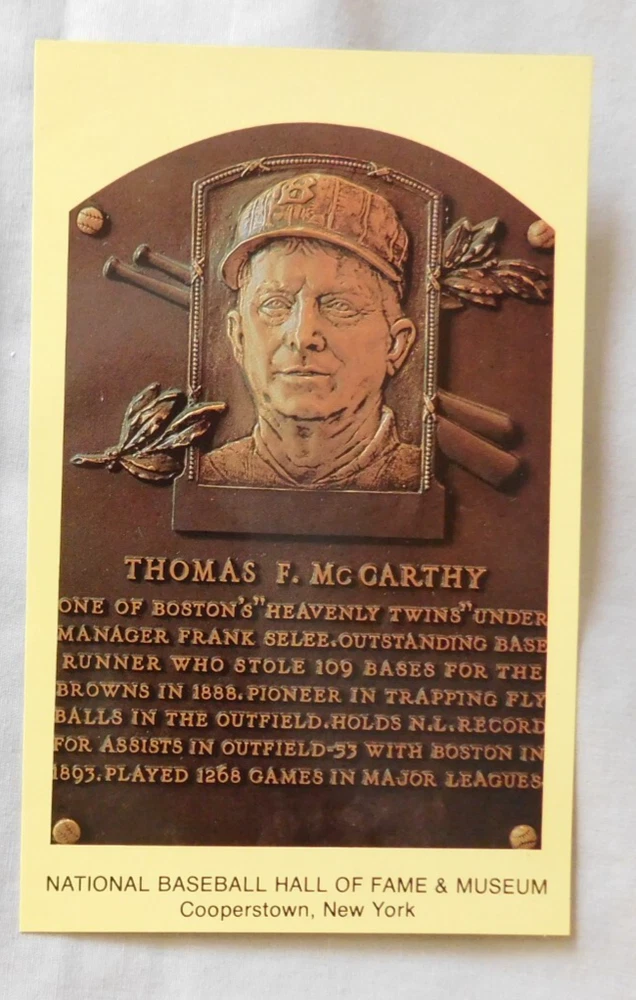 B
THOMAS F. McCARTHY
ONE OF BOSTON'S "HEAVENLY TWINS" UNDER
MANAGER FRANK SELEE. OUTSTANDING BASE
RUNNER WHO STOLE 109 BASES FOR THE
BROWNS IN 1888. PIONEER IN TRAPPING FLY
BALLS IN THE OUTFIELD. HOLDS N.L. RECORD
FOR ASSISTS IN OUTFIELD-53 WITH BOSTON IN
1893. PLAYED 1268 GAMES IN MAJOR LEAGUES
NATIONAL BASEBALL HALL OF FAME & MUSEUM
Cooperstown, New York